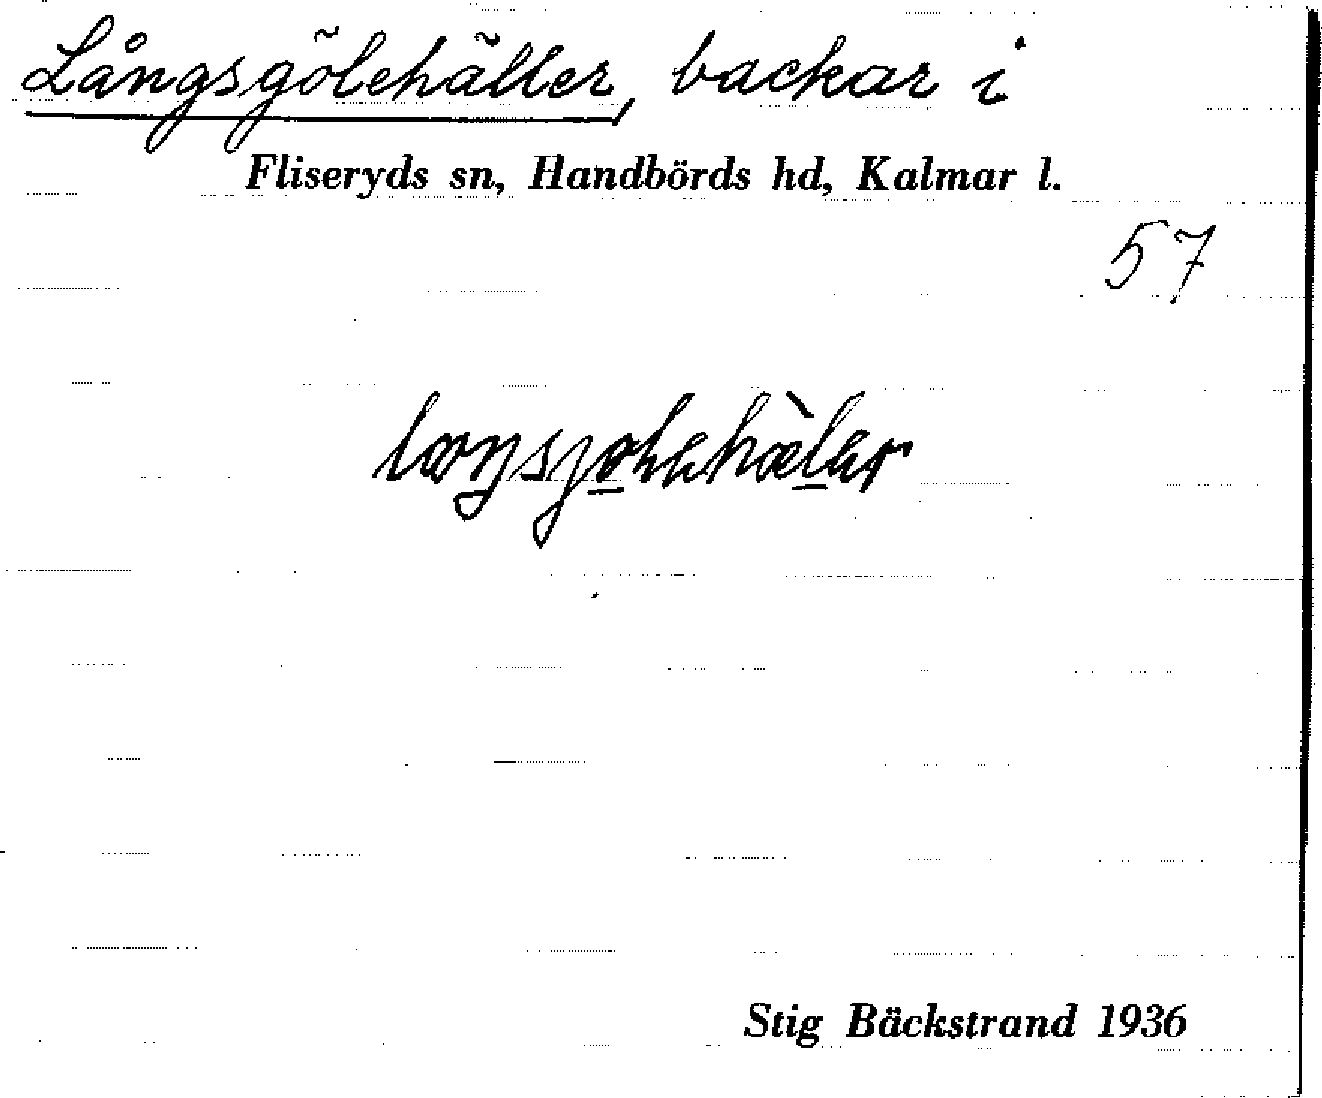 Långsgölehäller, backar i
Fliseryds sn, Handbörds hd, Kalmar l.
57
Stig Bäckstrand 1936